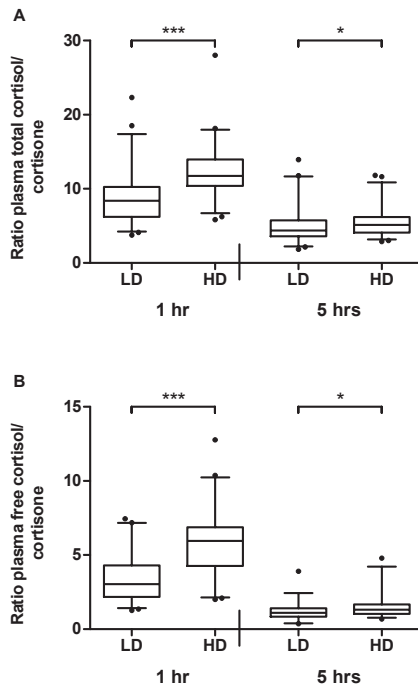 A
***
*
30
20
10
0
Ratio plasma total cortisol/
cortisone
LD
HD
LD
HD
1 hr
5 hrs
B
***
*
15
10
5
0
Ratio plasma free cortisol/
cortisone
LD
HD
LD
HD
1 hr
5 hrs